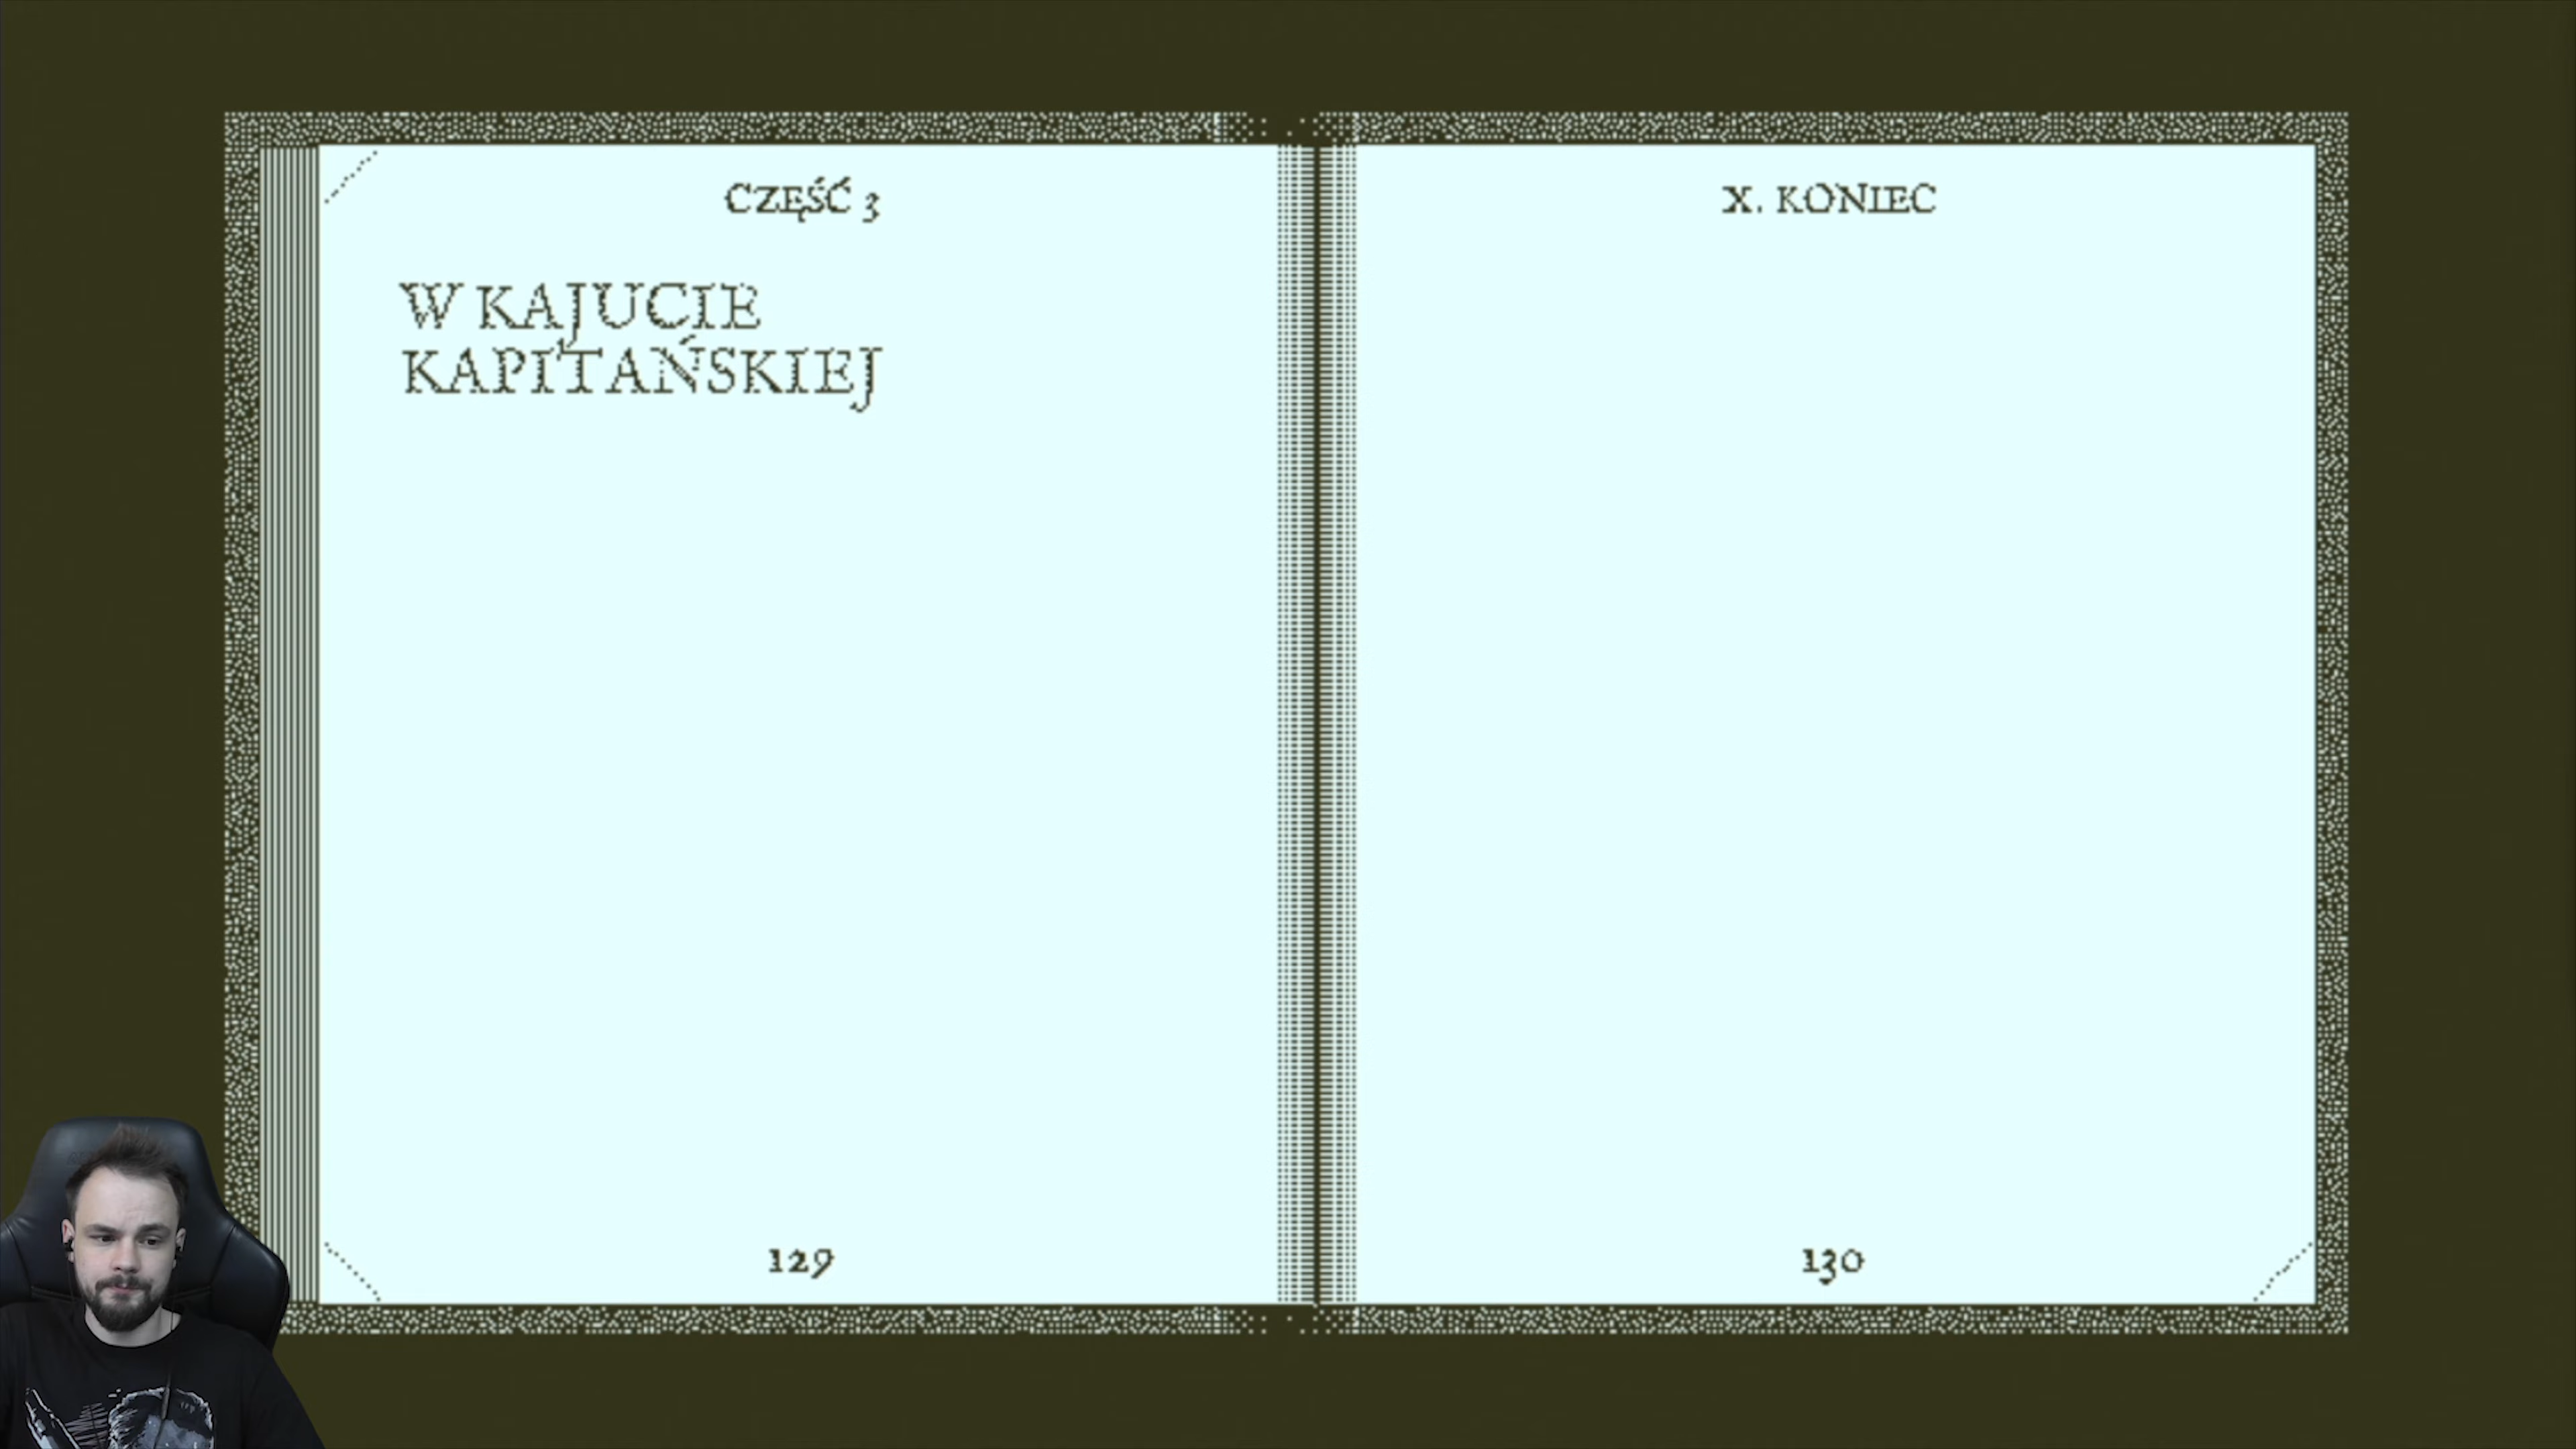 CZĘŚĆ 3
W KAJUCIE
KAPITAŃSKIEJ
129
X. KONIEC
130